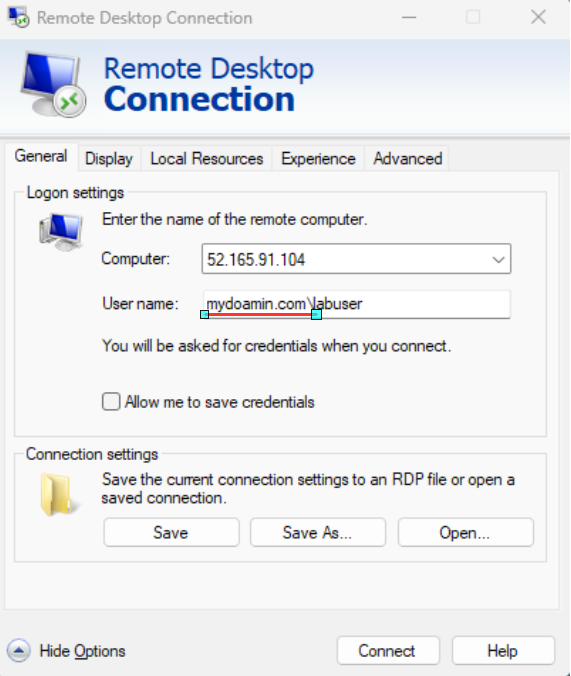 Remote Desktop Connection
Remote Desktop
Connection
General
Display
Local Resources
Experience
Advanced
Logon settings
Enter the name of the remote computer.
Computer:
52.165.91.104
User name:
mydoamin.com\labuser
You will be asked for credentials when you connect.
Allow me to save credentials
Connection settings
Save the current connection settings to an RDP file or open a
saved connection.
Save
Save As...
Open...
Hide Options
Connect
Help